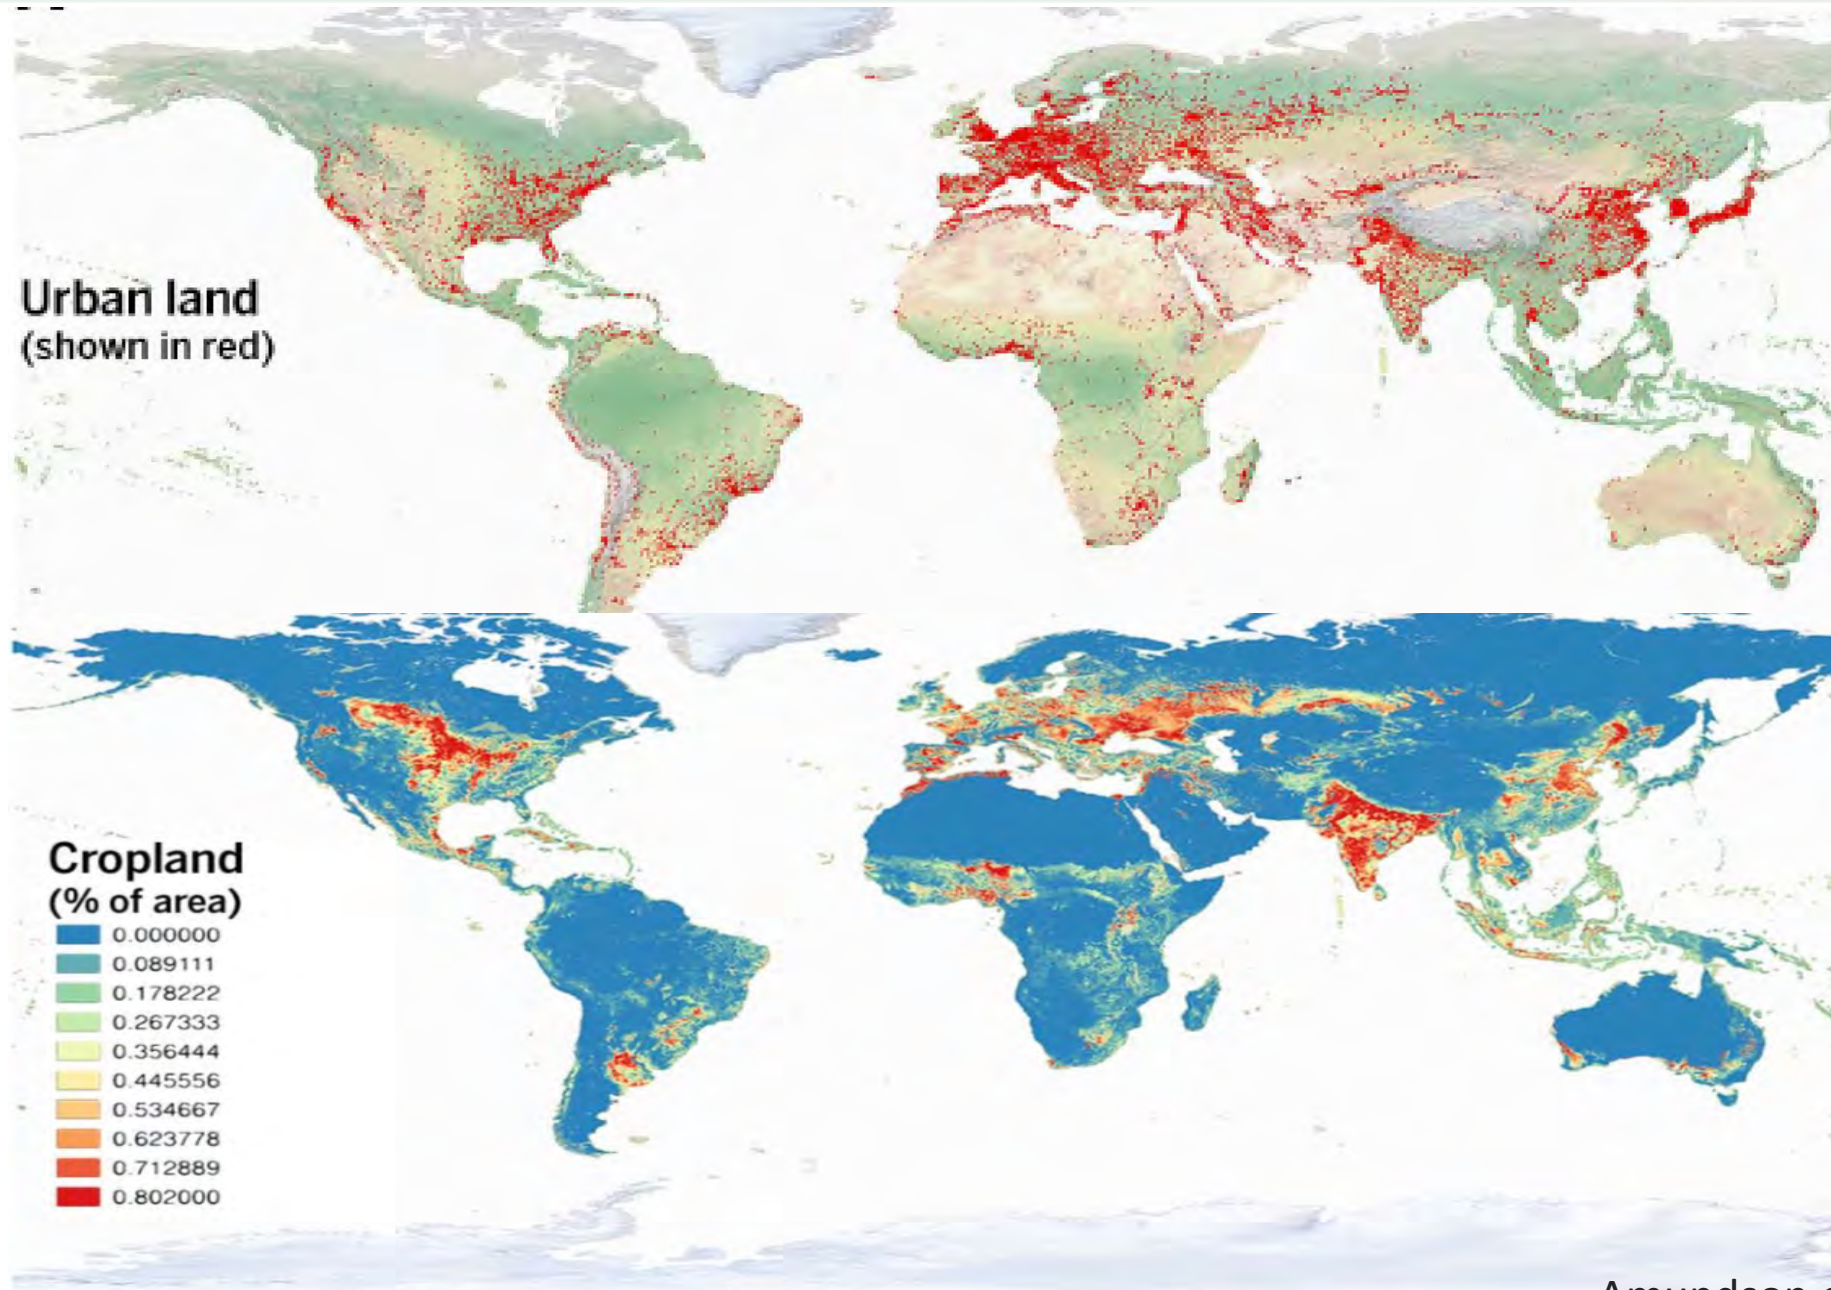 Urban land
(shown in red)
Cropland
(% of area)
0.000000
0.089111
0.178222
0.267333
0.356444
0.445556
0.534667
0.623778
0.712889
0.802000